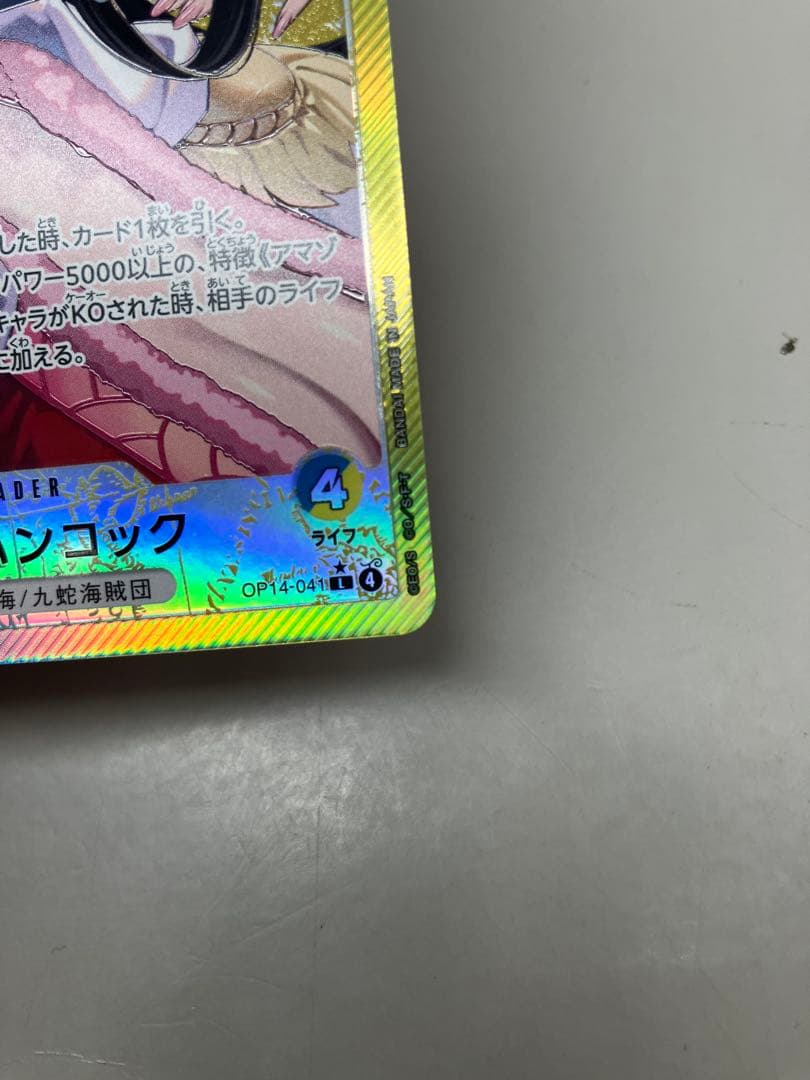 した時、カード1枚を引く。
パワー5000以上の、特徴《アマゾ
キャラがKOされた時、相手のライフ
に加える。
ADER
4
ライフ
ハンコック
海/九蛇海賊団
OP14-041 L 4
©EO/S ©O/S・F・T BANDAI MADE IN JAPAN